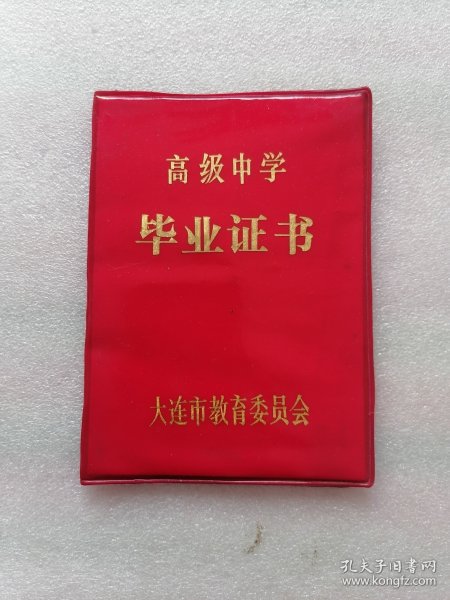 高级中学
毕业证书
大连市教育委员会
孔夫子旧书网
www.kongfz.com